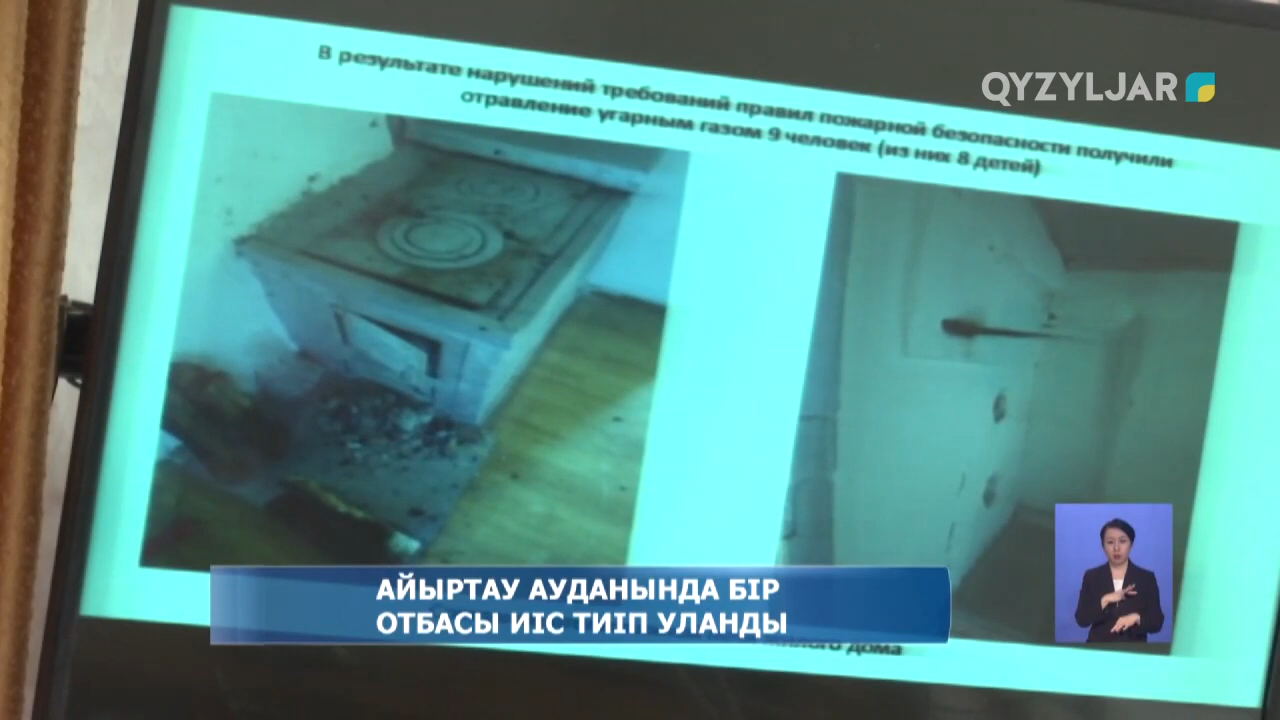 QYZYLJAR
В результате нарушений требований правил пожарной безопасности получили
отравление угарным газом 9 человек (из них 8 детей)
АЙЫРТАУ АУДАНЫНДА БІР
ОТБАСЫ ИІС ТИІП УЛАНДЫ
дома